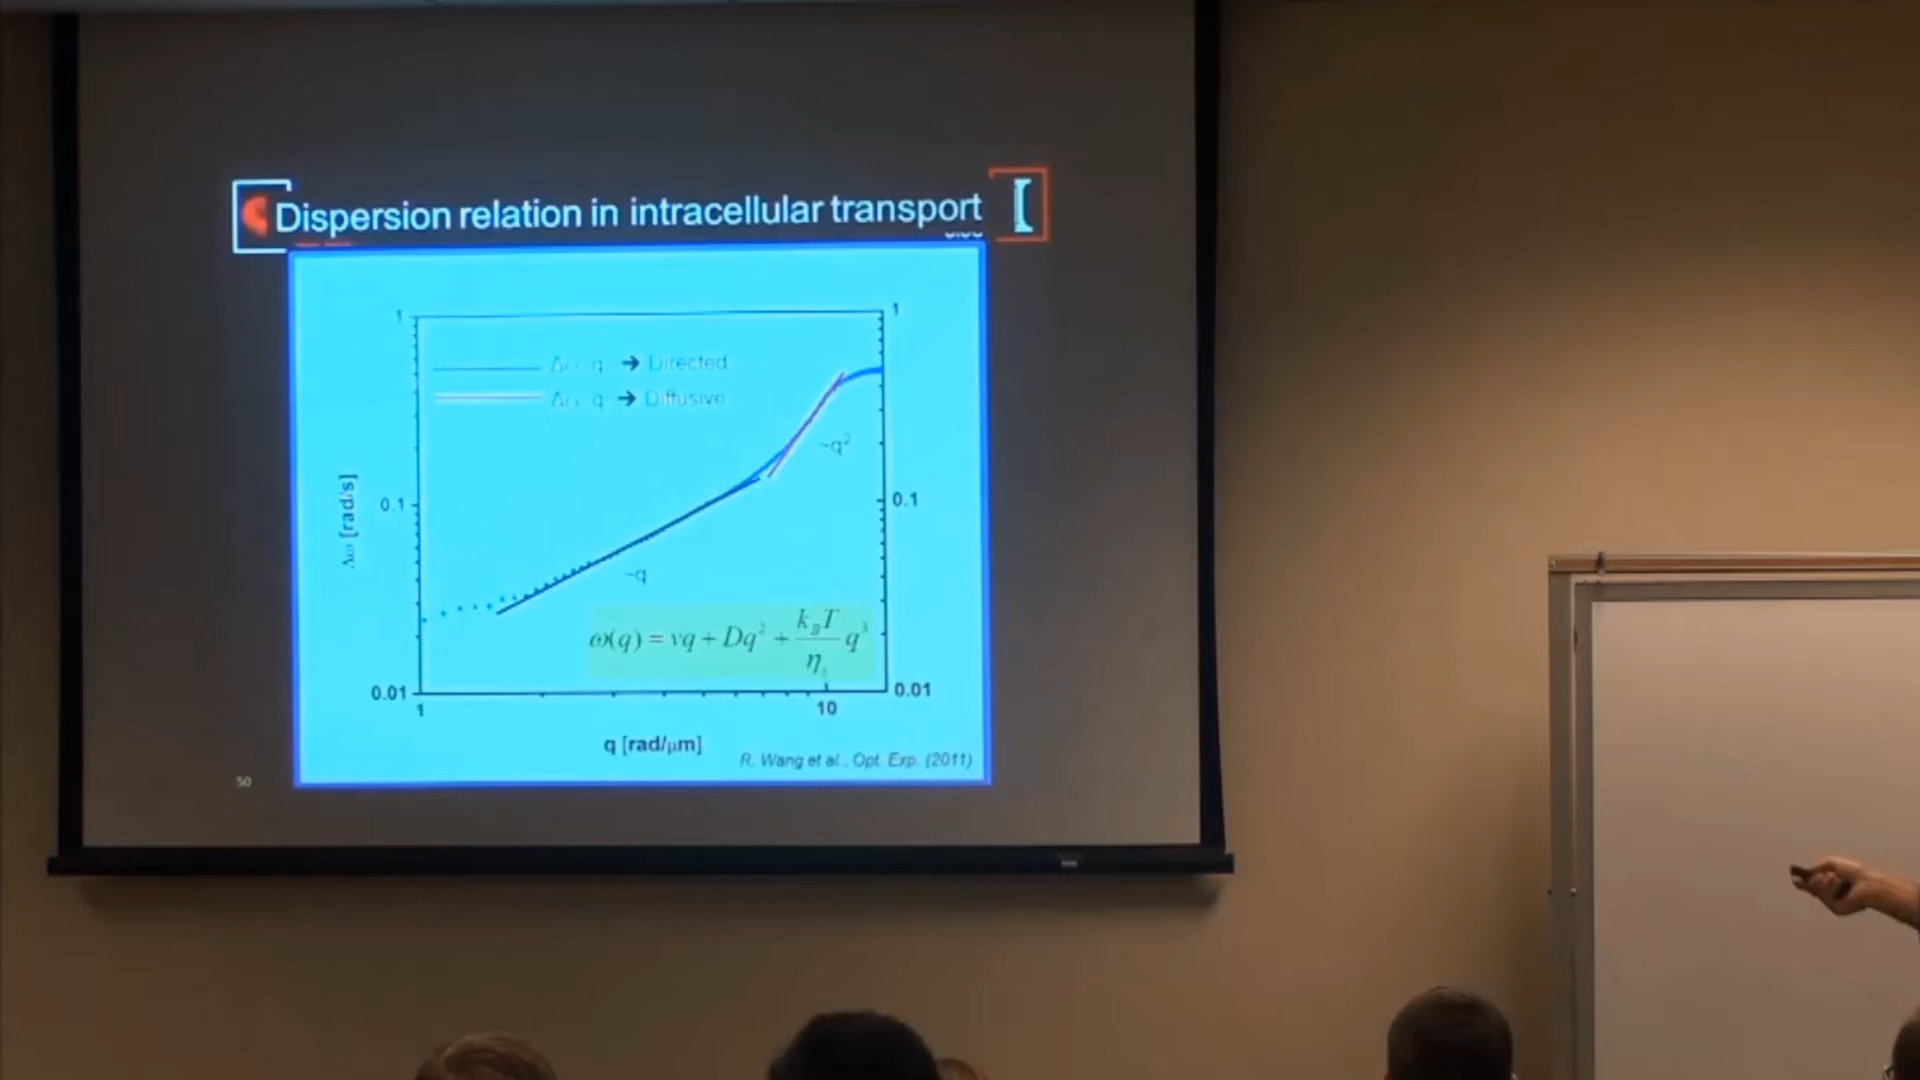 Dispersion relation in intracellular transport
1
1
q → Directed
q → Diffusive
~q²
Δω [rad/s]
0.1
0.1
~q
ω(q) = vq + Dq² + k_BT/η q³
0.01
0.01
1
10
q [rad/μm]
R. Wang et al., Opt. Exp. (2011)
50